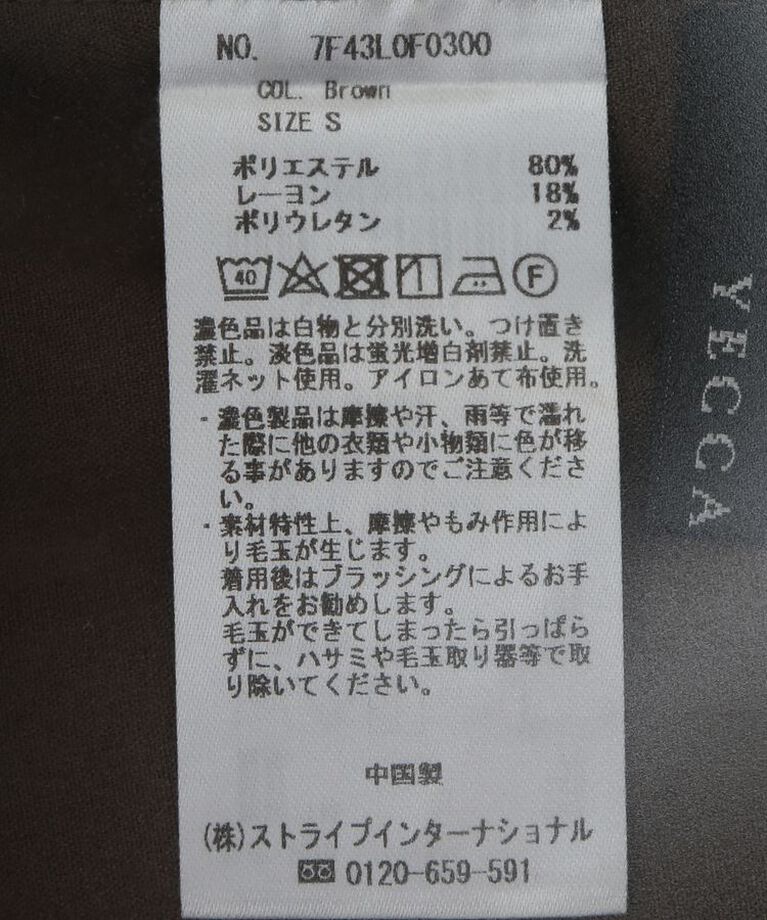 NO. 7F43L0F0300
COL. Brown
SIZE S
ポリエステル 80%
レーヨン 18%
ポリウレタン 2%
40 F
濃色品は白物と分別洗い。つけ置き
禁止。淡色品は蛍光増白剤禁止。洗
濯ネット使用。アイロンあて布使用。
・濃色製品は摩擦や汗、雨等で濡れ
た際に他の衣類や小物類に色が移
る事がありますのでご注意くださ
い。
・素材特性上、摩擦やもみ作用によ
り毛玉が生じます。
着用後はブラッシングによるお手
入れをお勧めします。
毛玉ができてしまったら引っぱら
ずに、ハサミや毛玉取り器等で取
り除いてください。
中国製
(株)ストライプインターナショナル
0120-659-591
YECCA